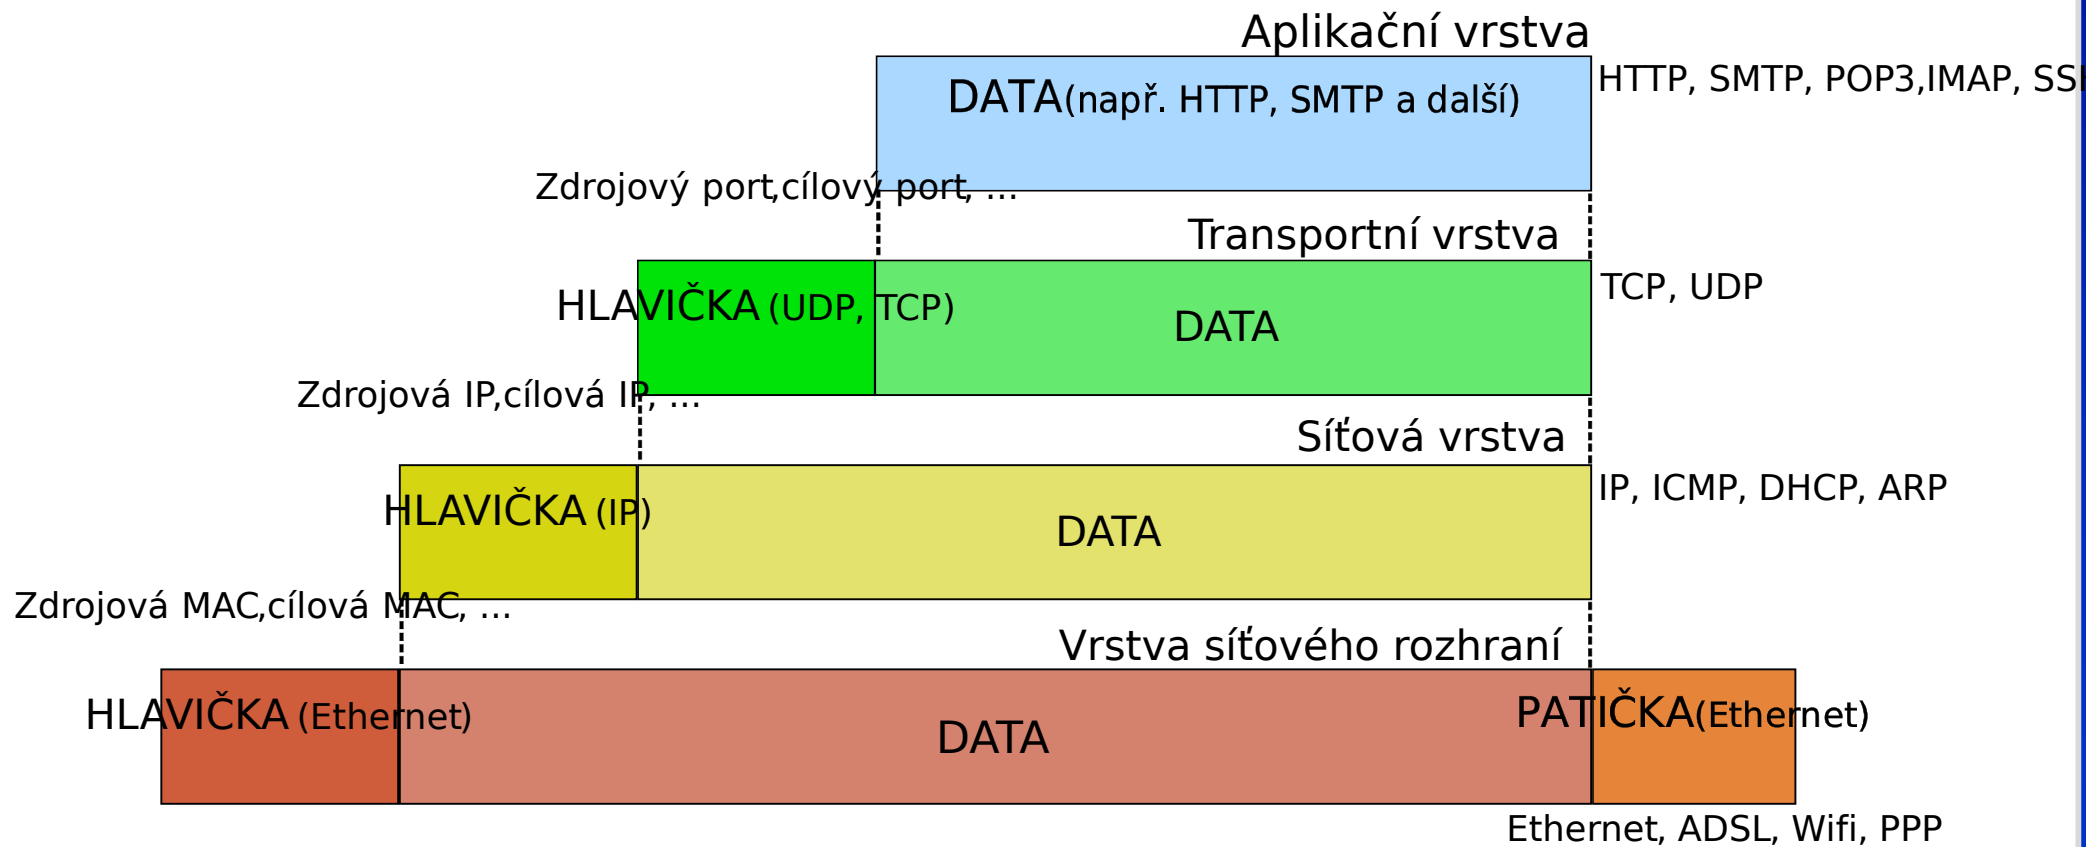 Aplikační vrstva
DATA(např. HTTP, SMTP a další)
HTTP, SMTP, POP3,IMAP,
Zdrojový port,cílový port, ...
Transportní vrstva
HLAVIČKA (UDP, TCP)
DATA
TCP, UDP
Zdrojová IP,cílová IP, ...
Síťová vrstva
HLAVIČKA (IP)
DATA
IP, ICMP, DHCP, ARP
Zdrojová MAC,cílová MAC, ...
Vrstva síťového rozhraní
HLAVIČKA (Ethernet)
DATA
PATIČKA(Ethernet)
Ethernet, ADSL, Wifi, PPP